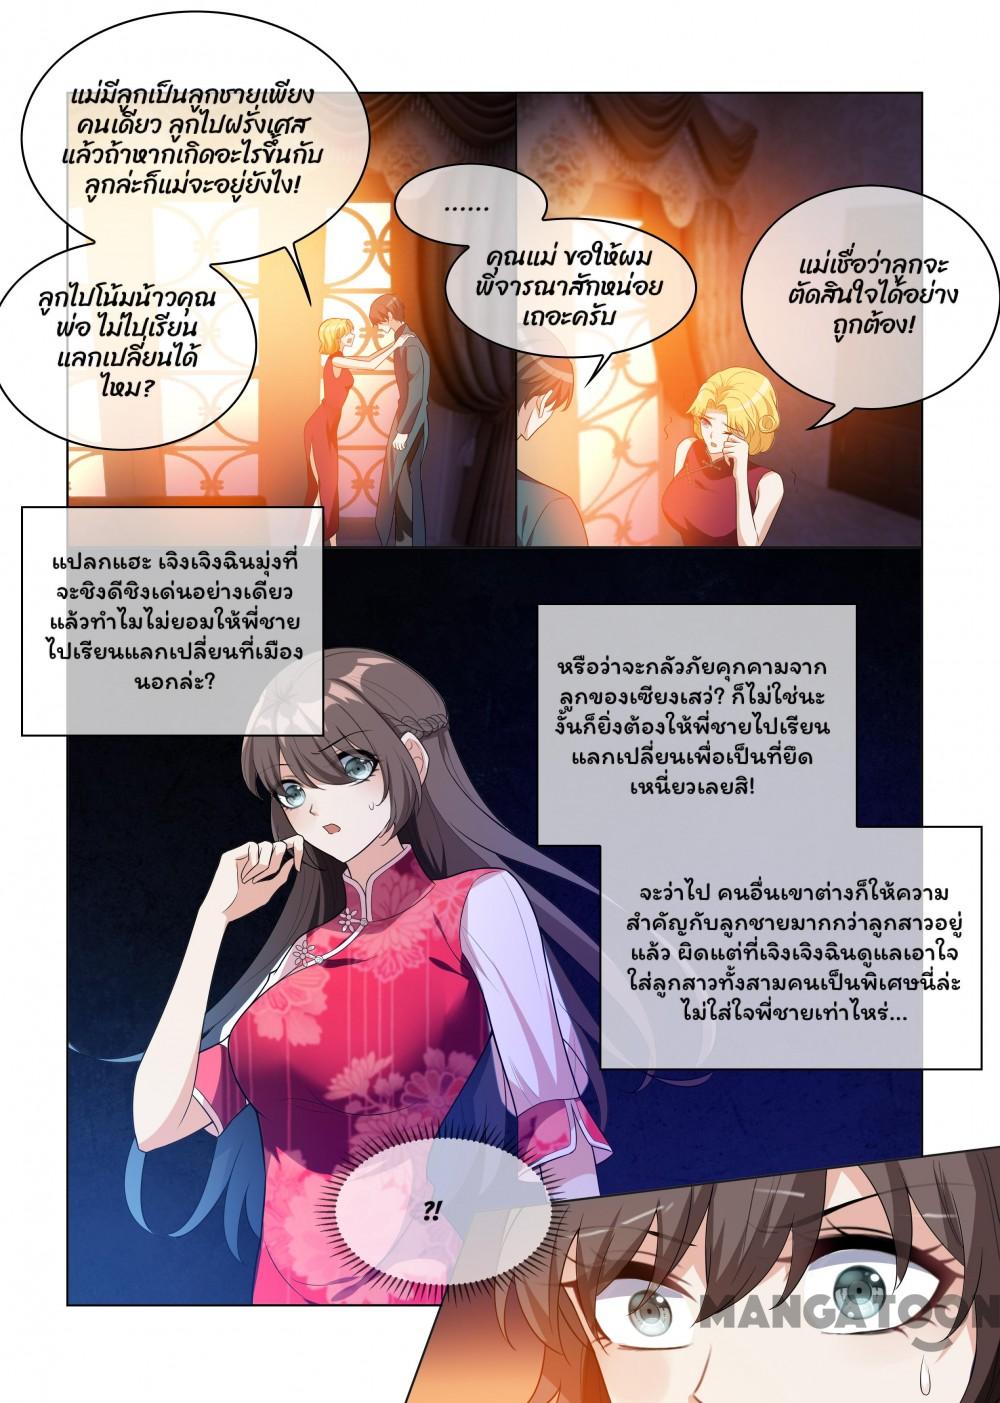 แม่มีลูกเป็นลูกชายเพียง
คนเดียว ลูกไปฝรั่งเศส
แล้วถ้าหากเกิดอะไรขึ้นกับ
ลูกล่ะก็แม่จะอยู่ยังไง!
ลูกไปโน้มน้าวคุณ
พ่อ ไม่ไปเรียน
แลกเปลี่ยนได้
ไหม?
......
คุณแม่ ขอให้ผม
พิจารณาสักหน่อย
เถอะครับ
แม่เชื่อว่าลูกจะ
ตัดสินใจได้อย่าง
ถูกต้อง!
แปลกแฮะ เจิงเจิงฉินมุ่งที่
จะชิงดีชิงเด่นอย่างเดียว
แล้วทำไมไม่ยอมให้พี่ชาย
ไปเรียนแลกเปลี่ยนที่เมือง
นอกล่ะ?
หรือว่าจะกลัวภัยคุกคามจาก
ลูกของเซียงเสว่? ก็ไม่ใช่นะ
งั้นก็ยิ่งต้องให้พี่ชายไปเรียน
แลกเปลี่ยนเพื่อเป็นที่ยึด
เหนี่ยวเลยสิ!
จะว่าไป คนอื่นเขาต่างก็ให้ความ
สำคัญกับลูกชายมากกว่าลูกสาวอยู่
แล้ว ผิดแต่ที่เจิงเจิงฉินดูแลเอาใจ
ใส่ลูกสาวทั้งสามคนเป็นพิเศษนี่ล่ะ
ไม่ใส่ใจพี่ชายเท่าไหร่...
?!
MANGATOON